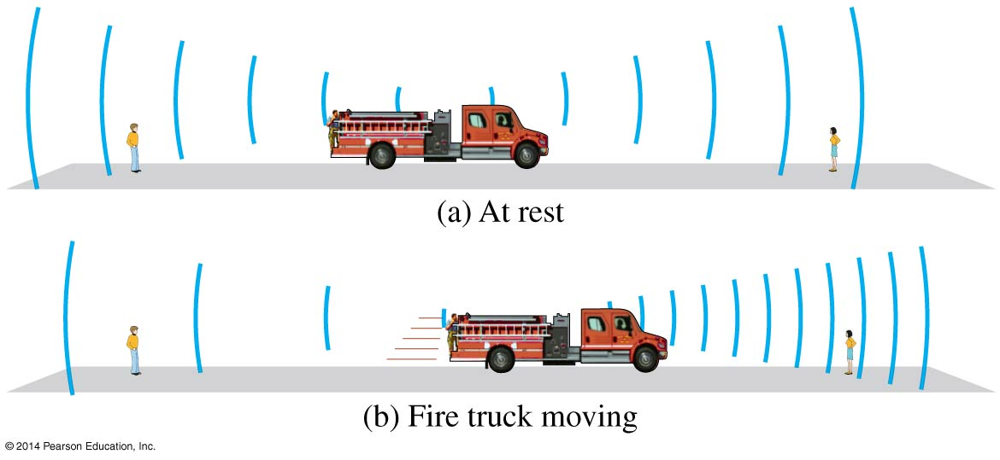 (a) At rest
(b) Fire truck moving
© 2014 Pearson Education, Inc.